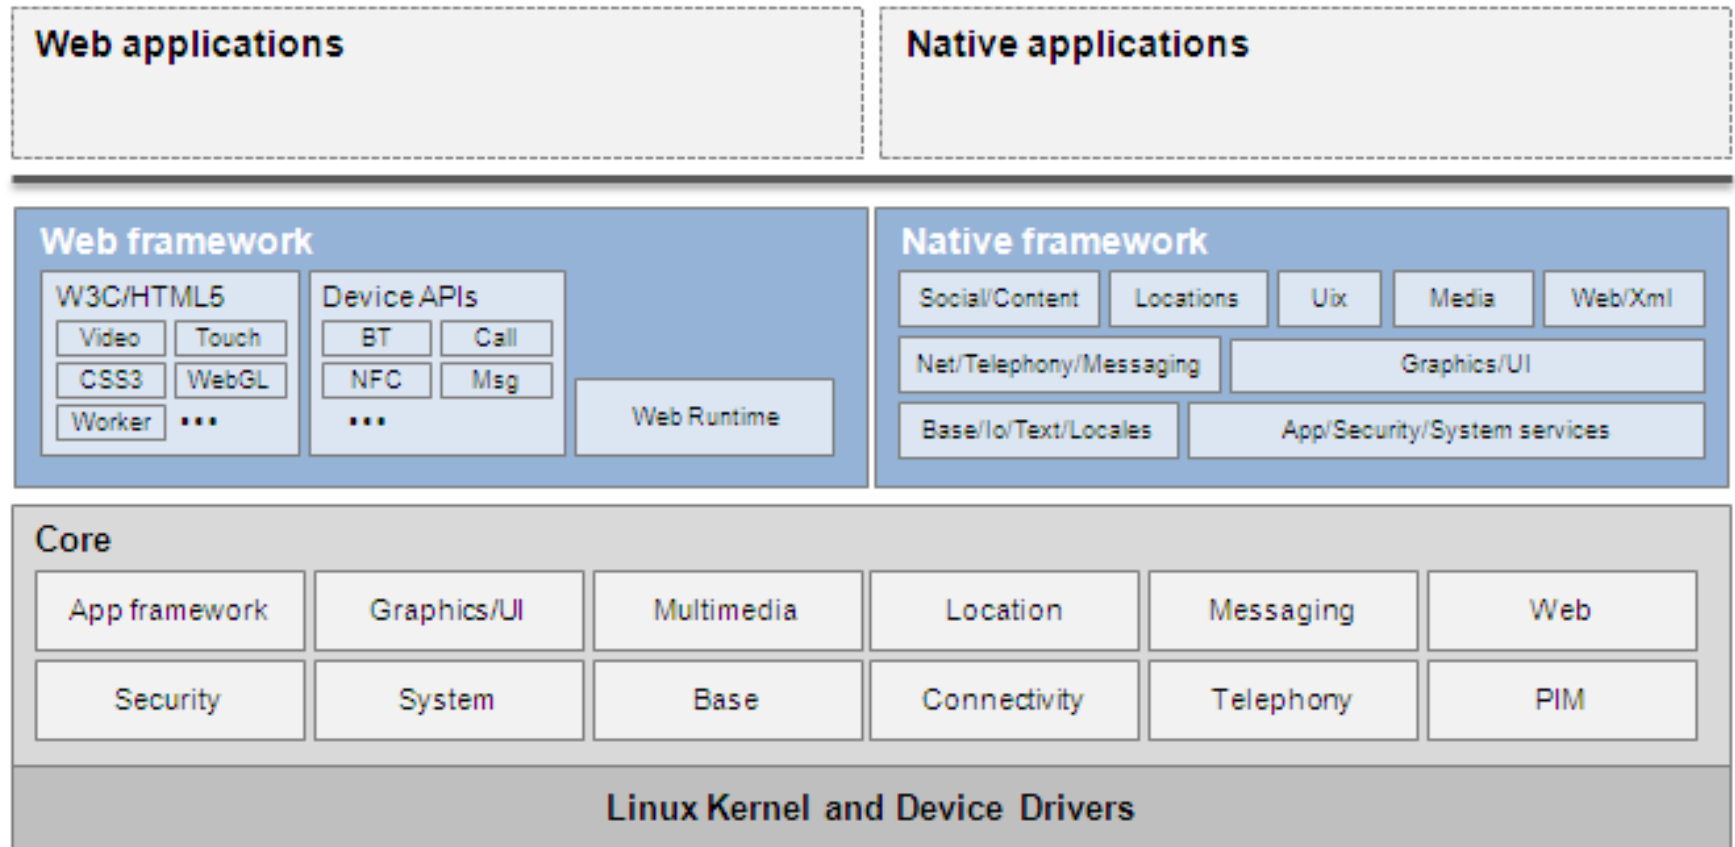 Web applications
Native applications
Web framework
W3C/HTML5
Video
Touch
CSS3
WebGL
Worker
...
Device APIs
BT
Call
NFC
Msg
...
Web Runtime
Native framework
Social/Content
Locations
Uix
Media
Web/Xml
Net/Telephony/Messaging
Graphics/UI
Base/Io/Text/Locales
App/Security/System services
Core
App framework
Graphics/UI
Multimedia
Location
Messaging
Web
Security
System
Base
Connectivity
Telephony
PIM
Linux Kernel and Device Drivers